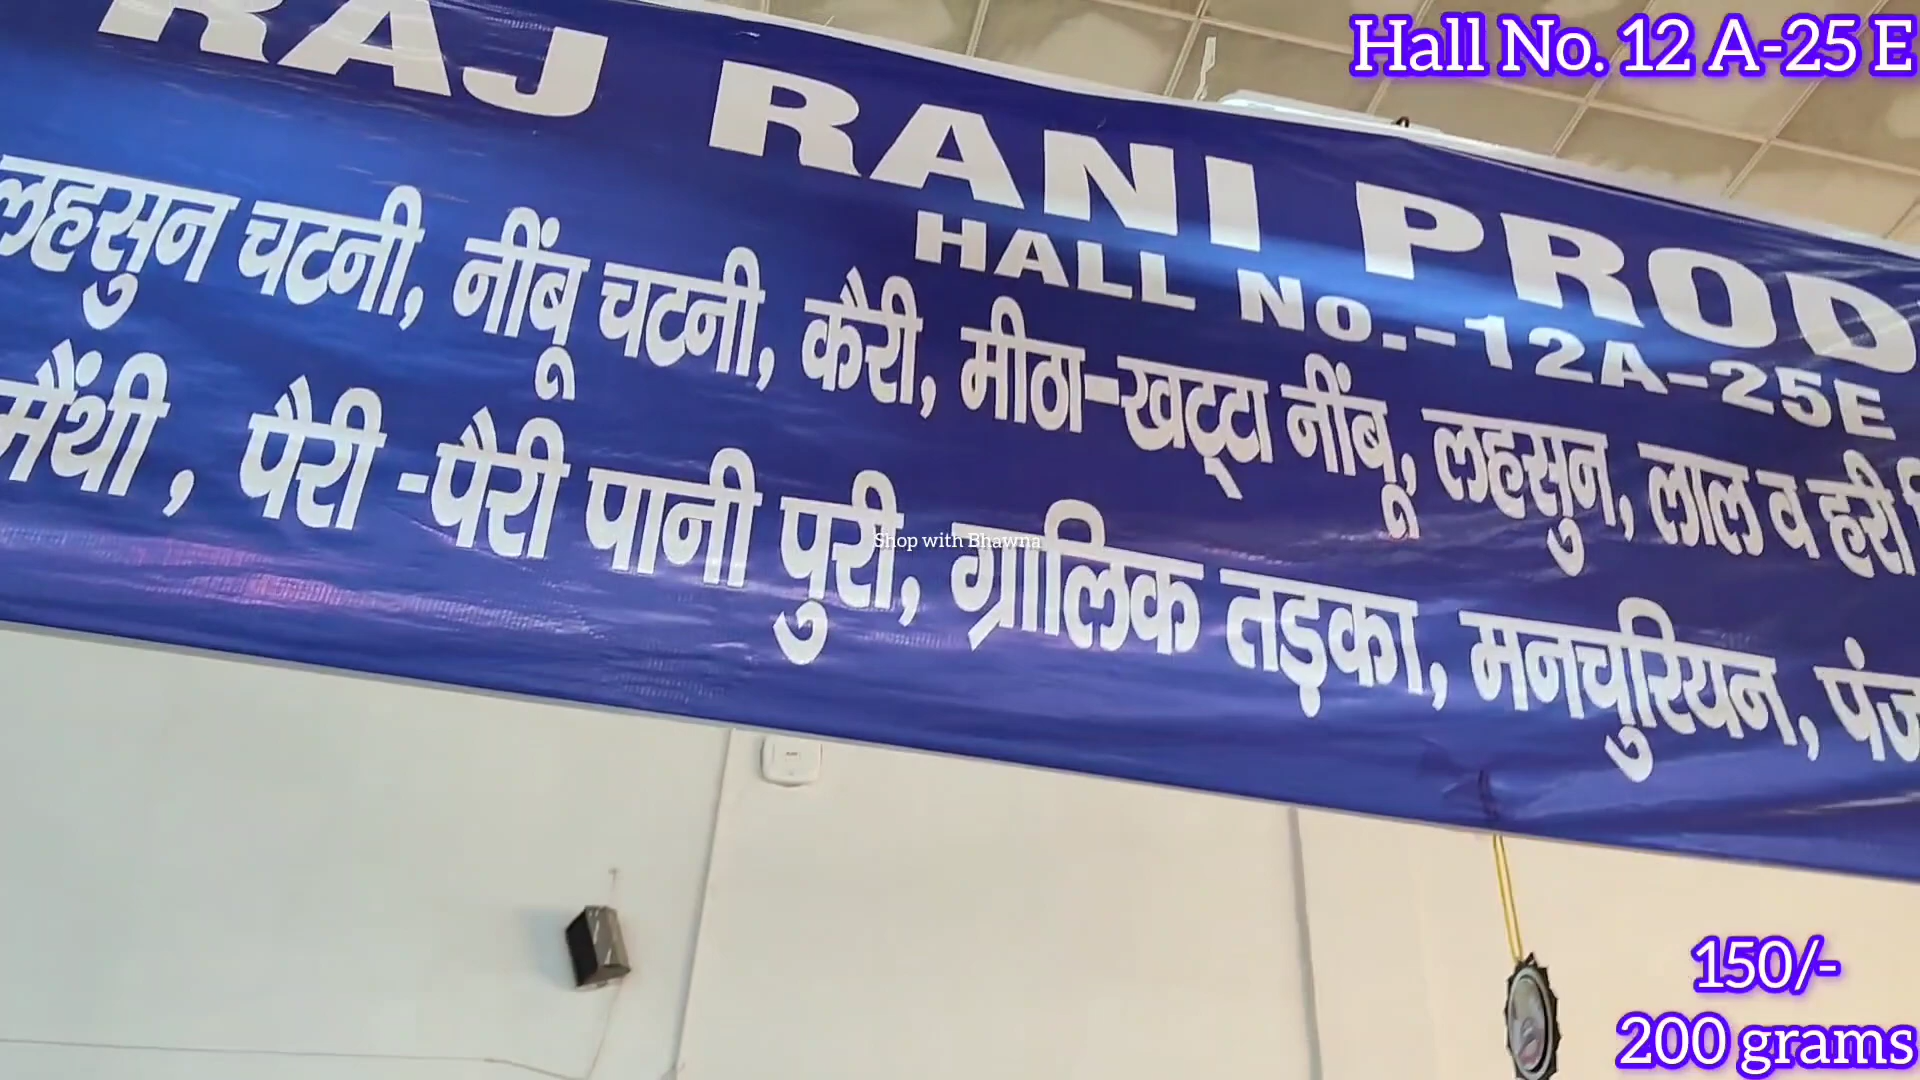 Hall No. 12 A-25 E
RAJ RANI PROD
HALL No.-12A-25E
लहसुन चटनी, नींबू चटनी, कैरी, मीठा-खट्टा नींबू, लहसुन, लाल व हरी
मैंथी, पैरी -पैरी पानी पुरी, ग्रालिक तड़का, मनचुरियन,
Shop with Bhawna
150/-
200 grams